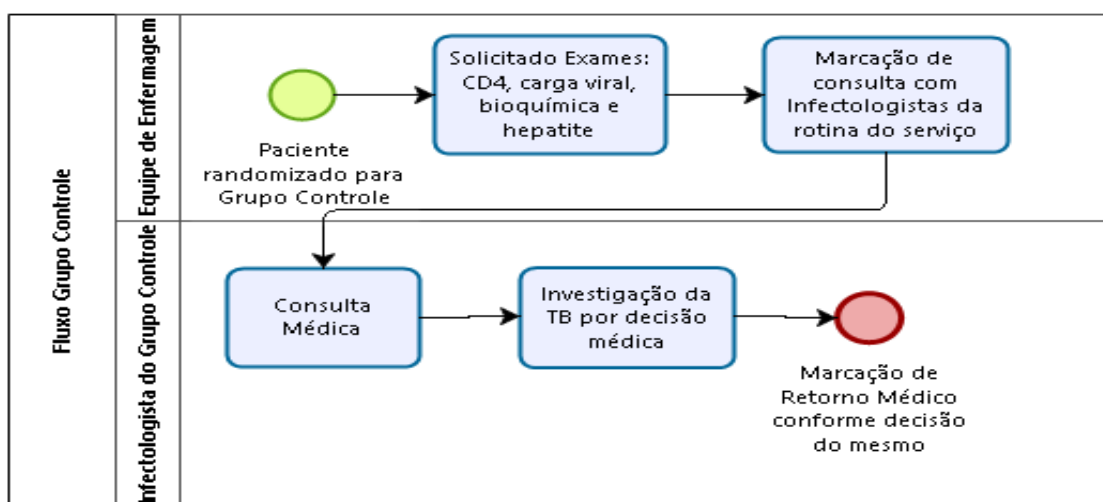 Fluxo Grupo Controle
Equipe de Enfermagem
Paciente
randomizado para
Grupo Controle
Solicitado Exames:
CD4, carga viral,
bioquímica e
hepatite
Marcação de
consulta com
Infectologistas da
rotina do serviço
Infectologista do Grupo Controle
Consulta
Médica
Investigação da
TB por decisão
médica
Marcação de
Retorno Médico
conforme decisão
do mesmo